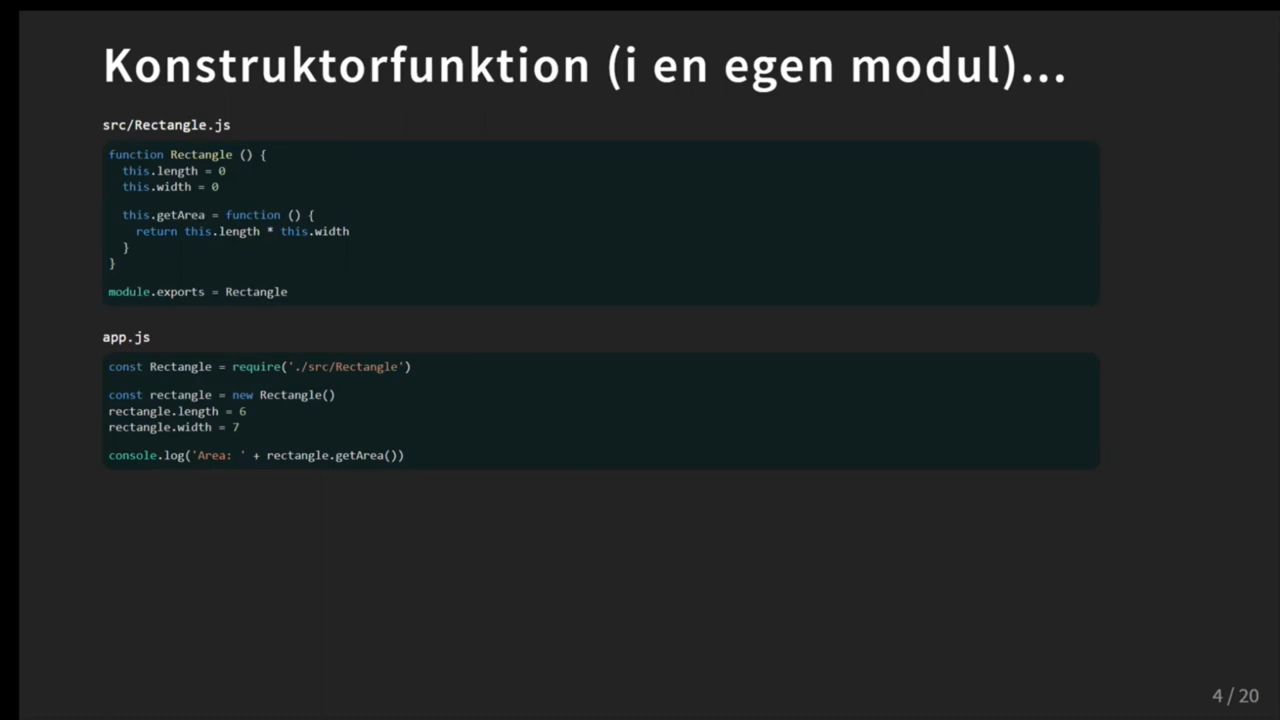 Konstruktorfunktion (i en egen modul)...
src/Rectangle.js
function Rectangle () {
  this.length = 0
  this.width = 0
  this.getArea = function () {
    return this.length * this.width
  }
}
module.exports = Rectangle
app.js
const Rectangle = require('./src/Rectangle')
const rectangle = new Rectangle()
rectangle.length = 6
rectangle.width = 7
console.log('Area: ' + rectangle.getArea())
4 / 20